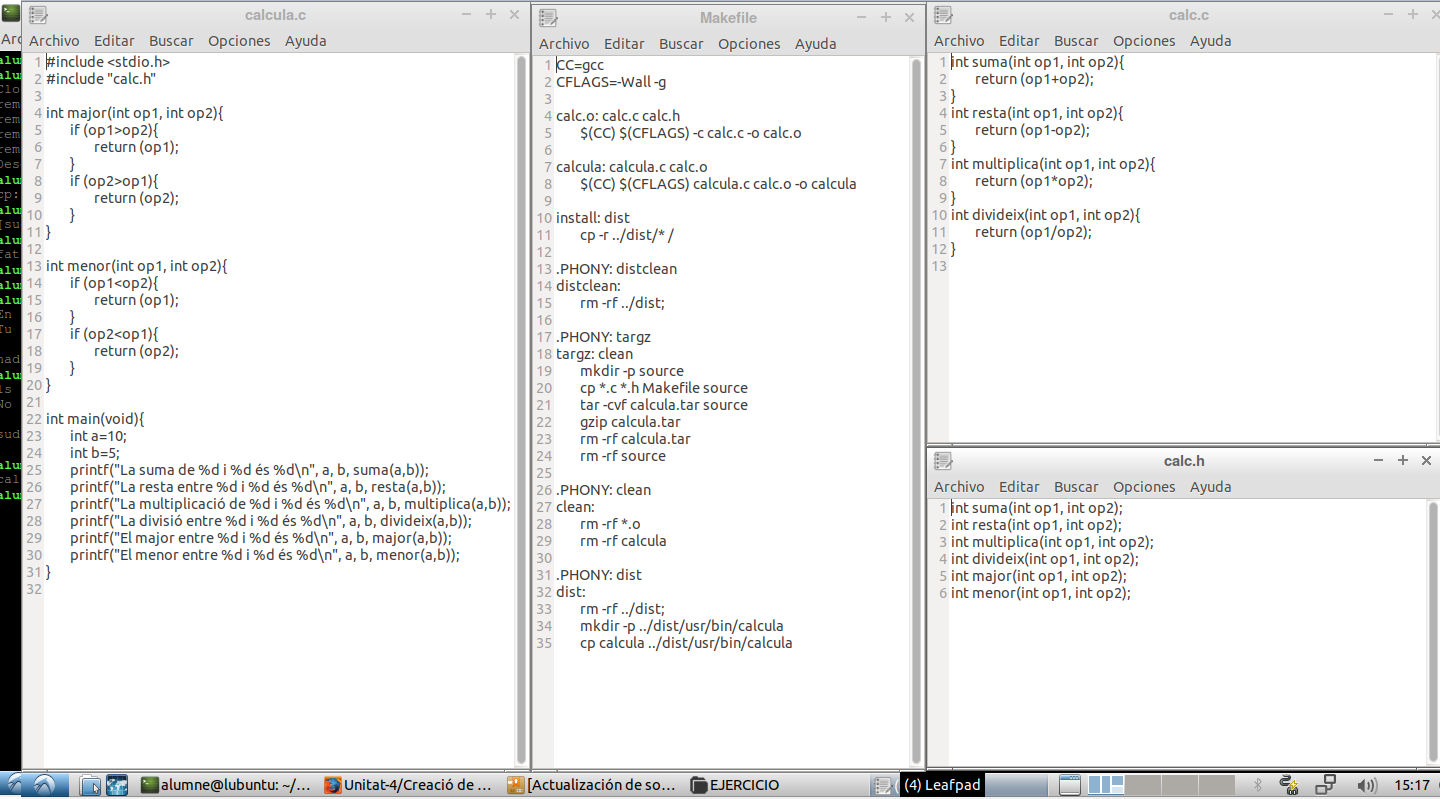 calcula.c
Archivo Editar Buscar Opciones Ayuda
1 #include <stdio.h>
2 #include "calc.h"
3
4 int major(int op1, int op2){
5 if (op1>op2){
6 return (op1);
7 }
8 if (op2>op1){
9 return (op2);
10 }
11 }
12
13 int menor(int op1, int op2){
14 if (op1<op2){
15 return (op1);
16 }
17 if (op2<op1){
18 return (op2);
19 }
20 }
21
22 int main(void){
23 int a=10;
24 int b=5;
25 printf("La suma de %d i %d és %d\n", a, b, suma(a,b));
26 printf("La resta entre %d i %d és %d\n", a, b, resta(a,b));
27 printf("La multiplicació de %d i %d és %d\n", a, b, multiplica(a,b));
28 printf("La divisió entre %d i %d és %d\n", a, b, divideix(a,b));
29 printf("El major entre %d i %d és %d\n", a, b, major(a,b));
30 printf("El menor entre %d i %d és %d\n", a, b, menor(a,b));
31 }
32
Makefile
Archivo Editar Buscar Opciones Ayuda
1 CC=gcc
2 CFLAGS=-Wall -g
3
4 calc.o: calc.c calc.h
5 $(CC) $(CFLAGS) -c calc.c -o calc.o
6
7 calcula: calcula.c calc.o
8 $(CC) $(CFLAGS) calcula.c calc.o -o calcula
9
10 install: dist
11 cp -r ../dist/* /
12
13 .PHONY: distclean
14 distclean:
15 rm -rf ../dist;
16
17 .PHONY: targz
18 targz: clean
19 mkdir -p source
20 cp *.c *.h Makefile source
21 tar -cvf calcula.tar source
22 gzip calcula.tar
23 rm -rf calcula.tar
24 rm -rf source
25
26 .PHONY: clean
27 clean:
28 rm -rf *.o
29 rm -rf calcula
30
31 .PHONY: dist
32 dist:
33 rm -rf ../dist;
34 mkdir -p ../dist/usr/bin/calcula
35 cp calcula ../dist/usr/bin/calcula
calc.c
Archivo Editar Buscar Opciones Ayuda
1 int suma(int op1, int op2){
2 return (op1+op2);
3 }
4 int resta(int op1, int op2){
5 return (op1-op2);
6 }
7 int multiplica(int op1, int op2){
8 return (op1*op2);
9 }
10 int divideix(int op1, int op2){
11 return (op1/op2);
12 }
13
calc.h
Archivo Editar Buscar Opciones Ayuda
1 int suma(int op1, int op2);
2 int resta(int op1, int op2);
3 int multiplica(int op1, int op2);
4 int divideix(int op1, int op2);
5 int major(int op1, int op2);
6 int menor(int op1, int op2);
alumne@lubuntu: ~/... Unitat-4/Creació de ... [Actualización de so... EJERCICIO (4) Leafpad 15:17